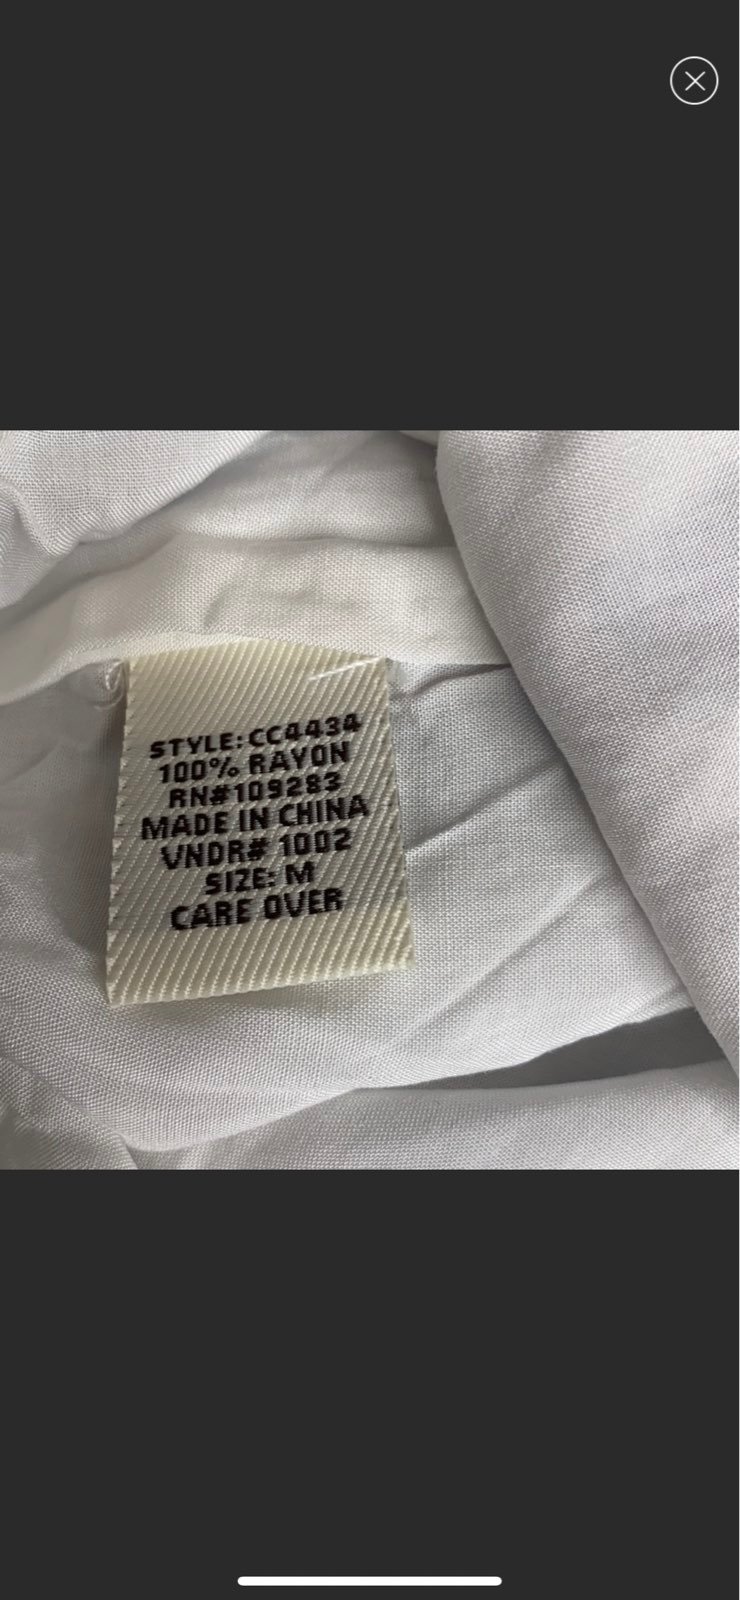 STYLE:CC4434
100% RAYON
RN#109283
MADE IN CHINA
VNDR# 1002
SIZE: M
CARE OVER